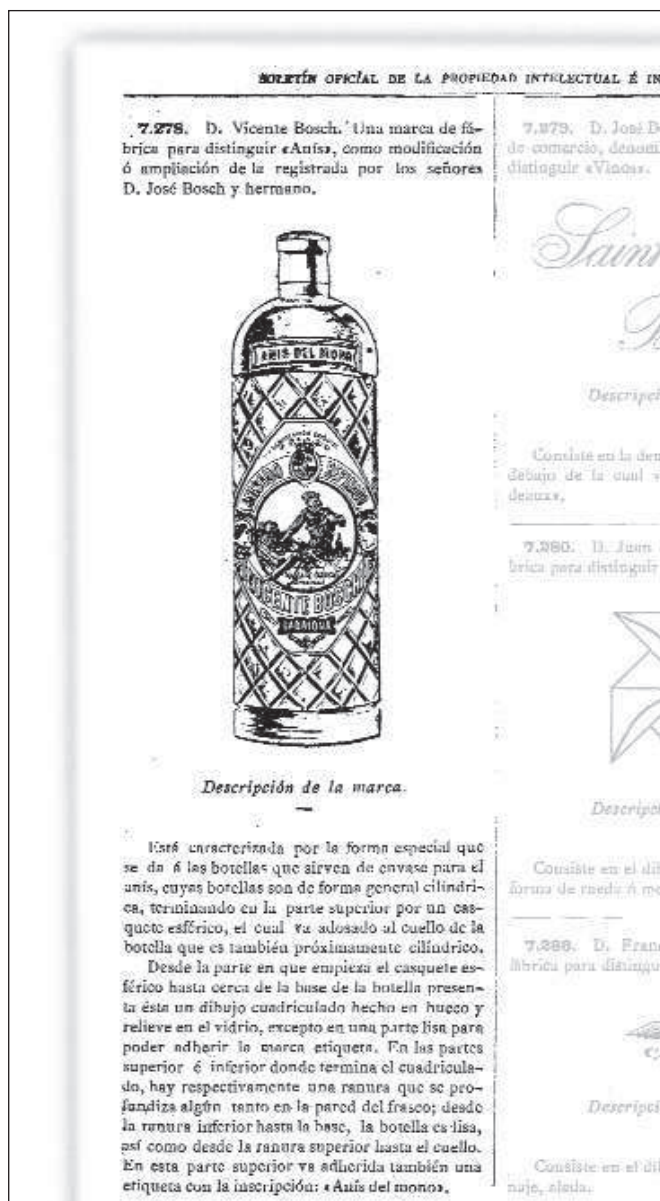 BOLETÍN OFICIAL DE LA PROPIEDAD INTELECTUAL É IN
7.278. D. Vicente Bosch. Una marca de fá-
brica para distinguir «Anís», como modificación
ó ampliación de la registrada por los señores
D. José Bosch y hermano.
ANIS DEL MONO
VICENTE BOSCH
BADALONA
Descripción de la marca.
Está caracterizada por la forma especial que
se da á las botellas que sirven de envase para el
anís, cuyas botellas son de forma general cilíndri-
ca, terminando en la parte superior por un cas-
quete esférico, el cual va adosado al cuello de la
botella que es también próximamente cilíndrico.
Desde la parte en que empieza el casquete es-
férico hasta cerca de la base de la botella presen-
ta ésta un dibujo cuadriculado hecho en hueco y
relieve en el vidrio, excepto en una parte lisa para
poder adherir la marca etiqueta. En las partes
superior é inferior donde termina el cuadricula-
do, hay respectivamente una ranura que se pro-
fundiza algún tanto en la pared del frasco; desde
la ranura inferior hasta la base, la botella es lisa,
así como desde la ranura superior hasta el cuello.
En esta parte superior va adherida también una
etiqueta con la inscripción: «Anís del mono».
7.279. D. José B
de comercio, denomi
distinguir «Vinos».
Sain
B
Descripci
Consiste en la den
debajo de la cual «
deaux».
7.280. D. Juan
brica para distinguir
Descripci
Consiste en el di
forma de rueda ó mo
7.288. D. Fran
fábrica para distingu
Descripci
Consiste en el di
naje, alada.